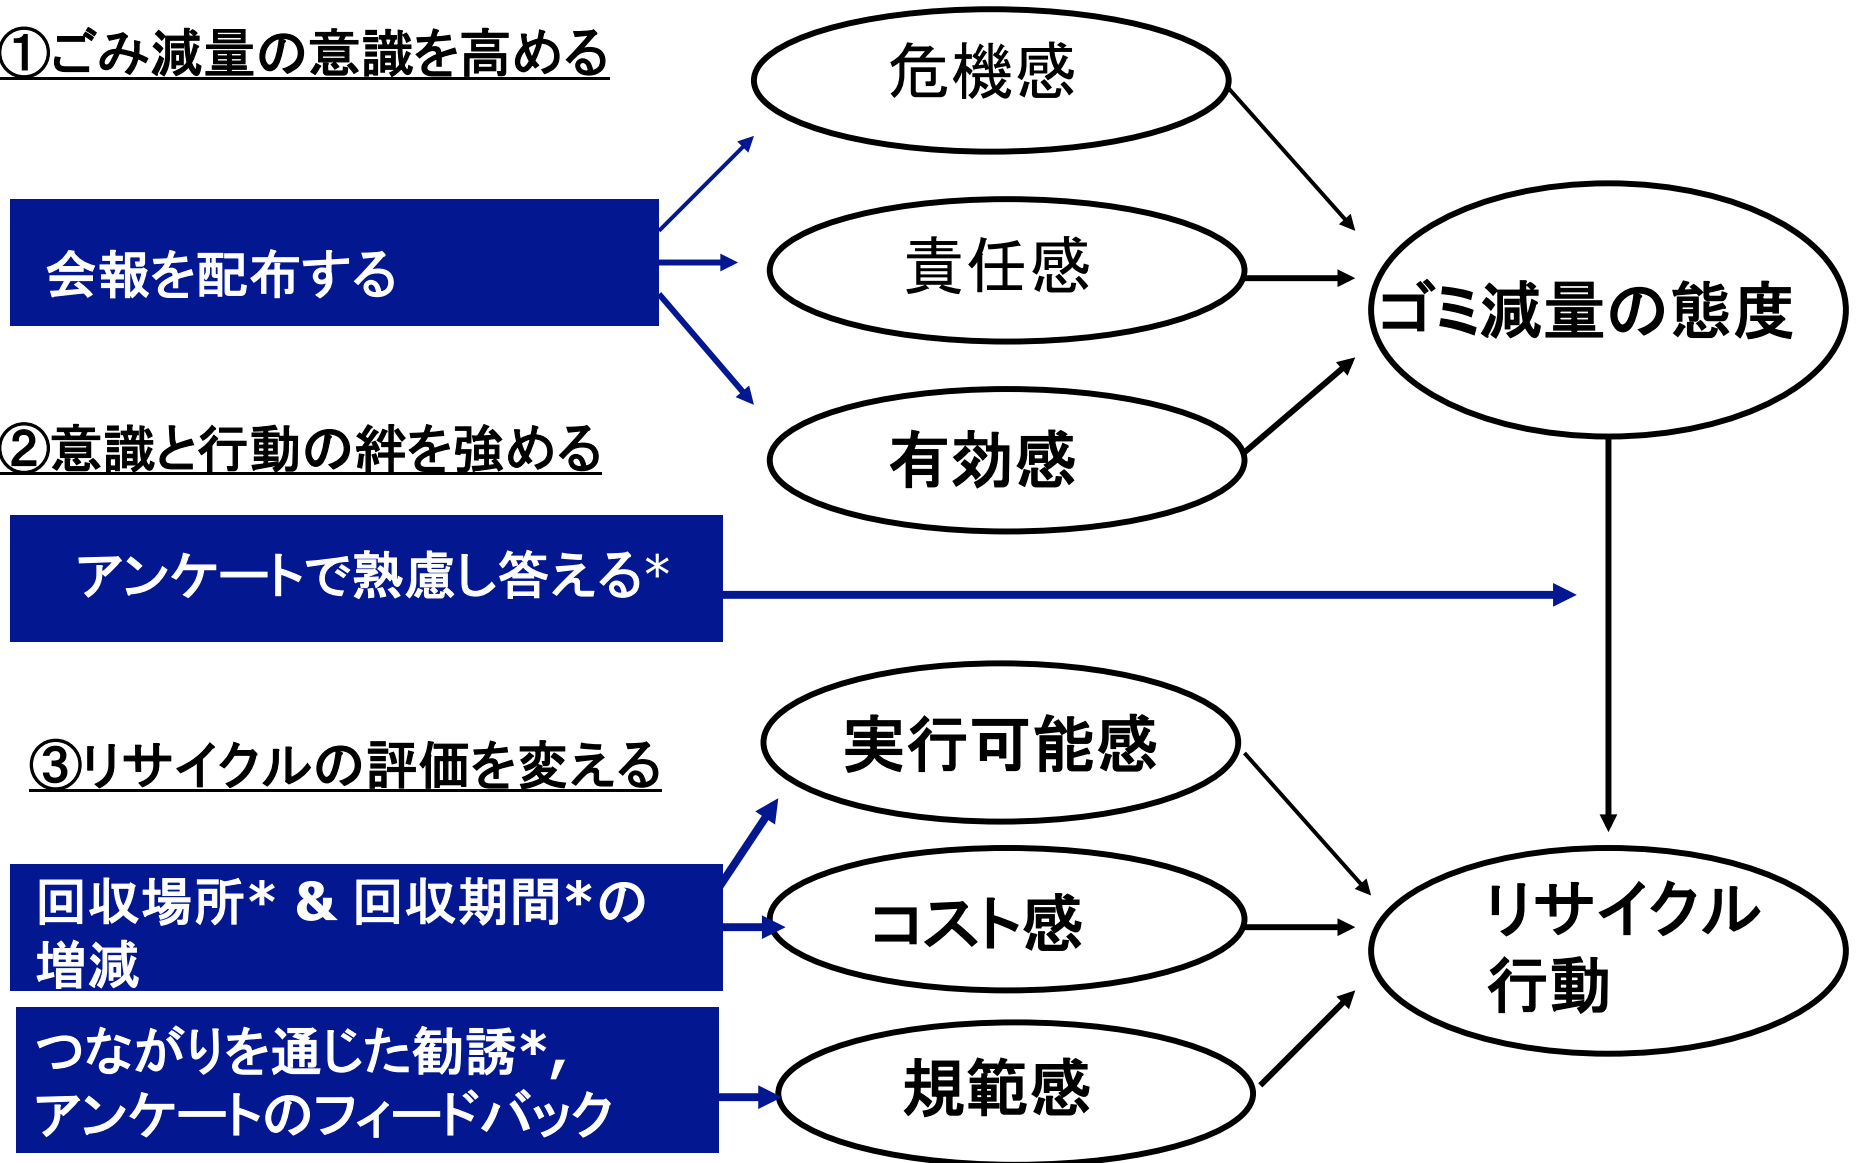 ①ごみ減量の意識を高める
危機感
会報を配布する
責任感
ゴミ減量の態度
②意識と行動の絆を強める
有効感
アンケートで熟慮し答える*
③リサイクルの評価を変える
実行可能感
回収場所* & 回収期間*の
増減
コスト感
リサイクル
行動
つながりを通じた勧誘*,
アンケートのフィードバック
規範感